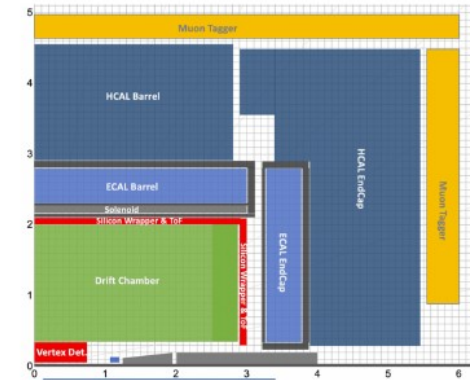 5
Muon Tagger
4
HCAL Barrel
3
HCAL EndCap
ECAL Barrel
Solonoid
Silicon Wrapper & ToF
2
Muon Tagger
ECAL EndCap
Silicon Wrapper & ToF
Drift Chamber
1
Vertex Det.
0
0 1 2 3 4 5 6